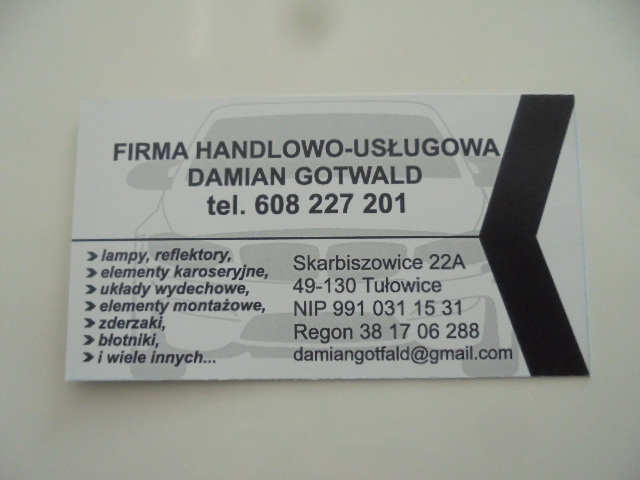 FIRMA HANDLOWO-USŁUGOWA
DAMIAN GOTWALD
tel. 608 227 201
lampy, reflektory,
elementy karoseryjne,
układy wydechowe,
elementy montażowe,
zderzaki,
błotniki,
i wiele innych...
Skarbiszowice 22A
49-130 Tułowice
NIP 991 031 15 31
Regon 38 17 06 288
damiangotfald@gmail.com